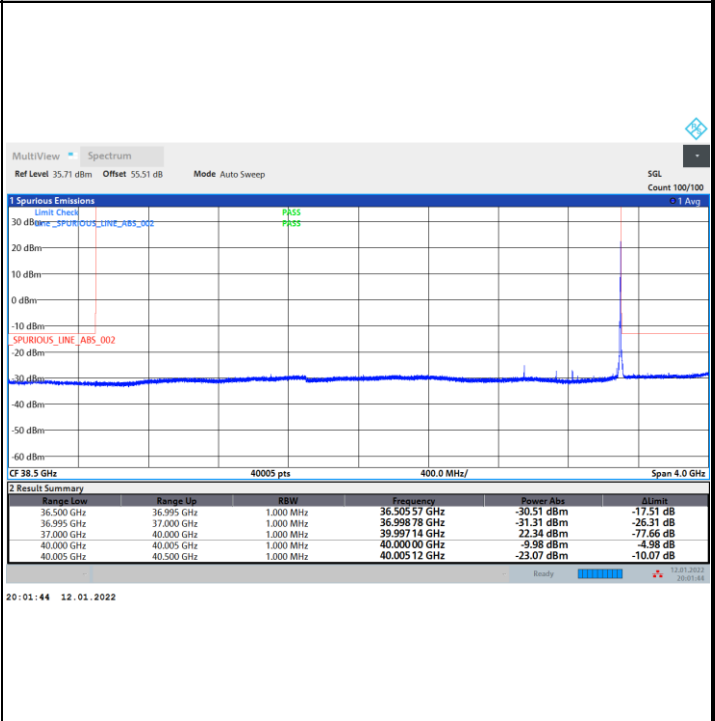 MultiView Spectrum
Ref Level 35.71 dBm Offset 55.51 dB Mode Auto Sweep SGL
Count 100/100
1 Spurious Emissions 1 Avg
Limit Check PASS
30 dBm Line _SPURIOUS_LINE_ABS_002 PASS
20 dBm
10 dBm
0 dBm
-10 dBm
_SPURIOUS_LINE_ABS_002
-20 dBm
-30 dBm
-40 dBm
-50 dBm
-60 dBm
CF 38.5 GHz 40005 pts 400.0 MHz/ Span 4.0 GHz
2 Result Summary
Range Low Range Up RBW Frequency Power Abs ΔLimit
36.500 GHz 36.995 GHz 1.000 MHz 36.505 57 GHz -30.51 dBm -17.51 dB
36.995 GHz 37.000 GHz 1.000 MHz 36.998 78 GHz -31.31 dBm -26.31 dB
37.000 GHz 40.000 GHz 1.000 MHz 39.997 14 GHz 22.34 dBm -77.66 dB
40.000 GHz 40.005 GHz 1.000 MHz 40.000 00 GHz -9.98 dBm -4.98 dB
40.005 GHz 40.500 GHz 1.000 MHz 40.005 12 GHz -23.07 dBm -10.07 dB
Ready 12.01.2022
20:01:44 12.01.2022